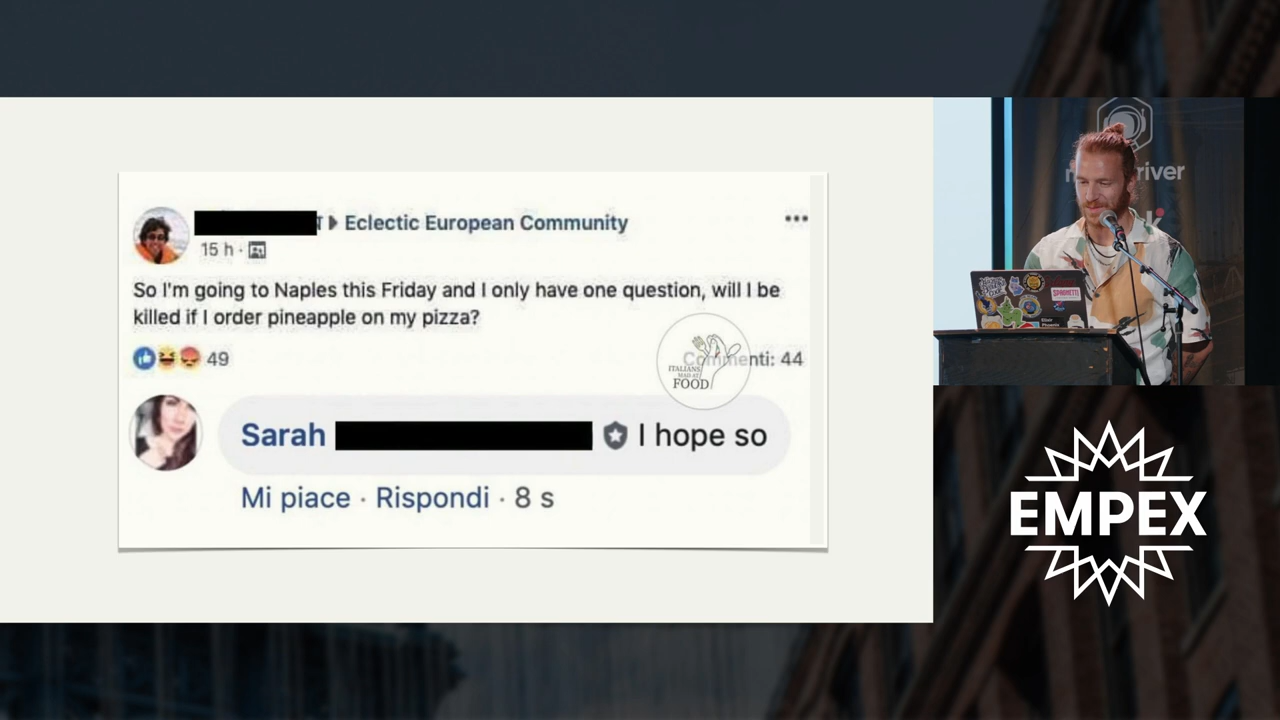 Eclectic European Community
15 h ·
So I'm going to Naples this Friday and I only have one question, will I be
killed if I order pineapple on my pizza?
49
Commenti: 44
ITALIANS
MAD AT
FOOD
Sarah I hope so
Mi piace · Rispondi · 8 s
river
EMPEX